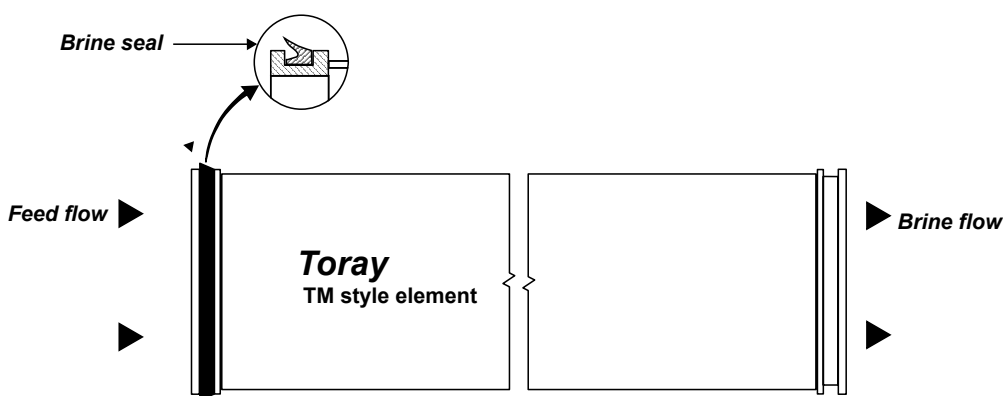 Brine seal
Feed flow
Toray
TM style element
Brine flow